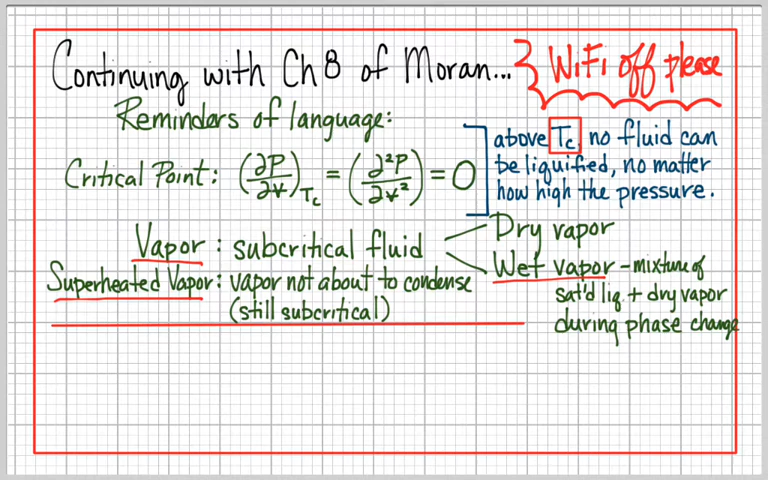 Continuing with Ch 8 of Moran...
WiFi off please
Reminders of language:
Critical Point: (∂P/∂v)_Tc = (∂²P/∂v²) = 0
above Tc, no fluid can
be liquified, no matter
how high the pressure.
Vapor: subcritical fluid
Dry vapor
Wet vapor - mixture of
sat'd liq. + dry vapor
during phase change
Superheated Vapor: vapor not about to condense
(still subcritical)